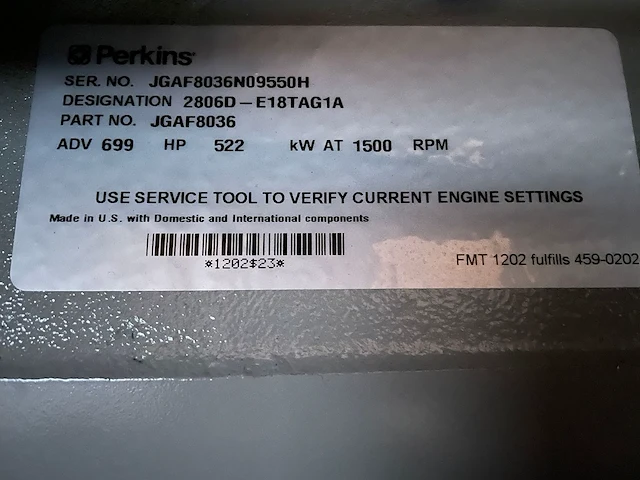 Perkins
SER. NO. JGAF8036N09550H
DESIGNATION 2806D-E18TAG1A
PART NO. JGAF8036
ADV 699 HP 522 kW AT 1500 RPM
USE SERVICE TOOL TO VERIFY CURRENT ENGINE SETTINGS
Made in U.S. with Domestic and International components
*1202$23*
FMT 1202 fulfills 459-0202